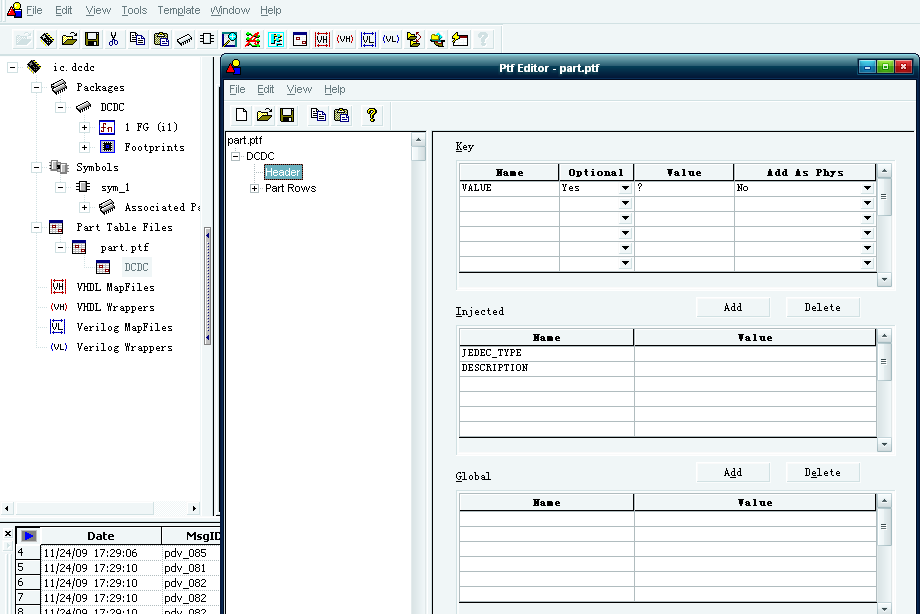 File Edit View Tools Template Window Help
ic.dcdc
Packages
DCDC
1 FG (i1)
Footprints
Symbols
sym_1
Associated Pa
Part Table Files
part.ptf
DCDC
VHDL MapFiles
VHDL Wrappers
Verilog MapFiles
Verilog Wrappers
Ptf Editor - part.ptf
File Edit View Help
part.ptf
DCDC
Header
Part Rows
Key
Name Optional Value Add As Phys
VALUE Yes ? No
Add Delete
Injected
Name Value
JEDEC_TYPE
DESCRIPTION
Add Delete
Global
Name Value
Date MsgID
4 11/24/09 17:29:06 pdv_085
5 11/24/09 17:29:10 pdv_081
6 11/24/09 17:29:10 pdv_082
7 11/24/09 17:29:10 pdv_082
8 11/24/09 17:29:10 pdv_082